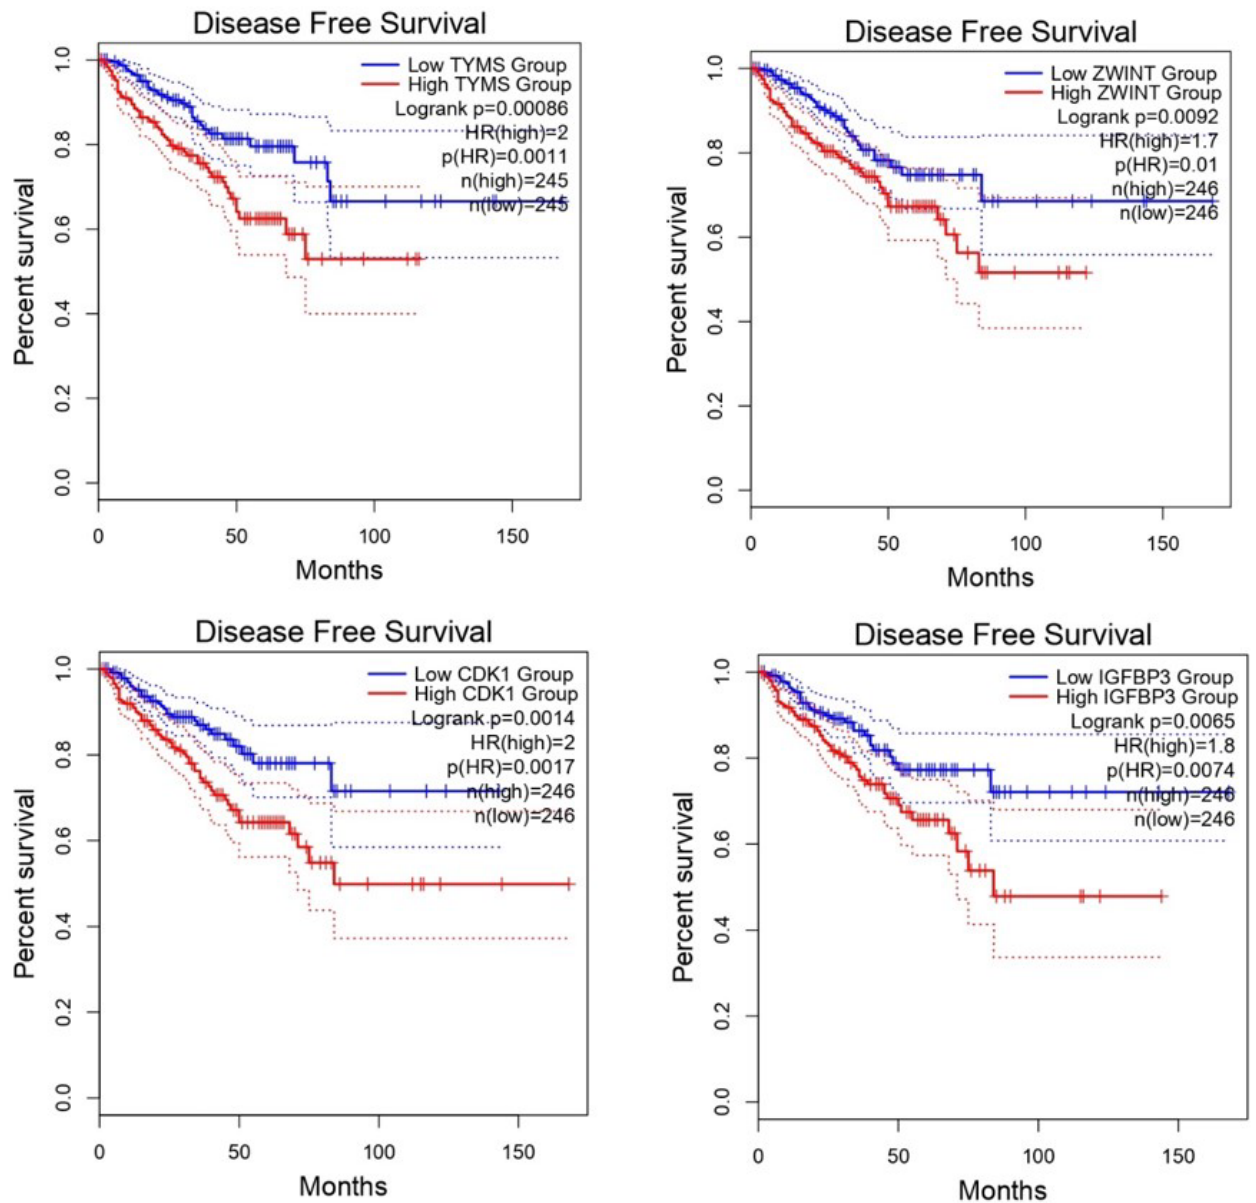 Disease Free Survival
Low TYMS Group
High TYMS Group
Logrank p=0.00086
HR(high)=2
p(HR)=0.0011
n(high)=245
n(low)=245
Percent survival
1.0
0.8
0.6
0.4
0.2
0.0
0 50 100 150
Months
Disease Free Survival
Low ZWINT Group
High ZWINT Group
Logrank p=0.0092
HR(high)=1.7
p(HR)=0.01
n(high)=246
n(low)=246
Percent survival
1.0
0.8
0.6
0.4
0.2
0.0
0 50 100 150
Months
Disease Free Survival
Low CDK1 Group
High CDK1 Group
Logrank p=0.0014
HR(high)=2
p(HR)=0.0017
n(high)=246
n(low)=246
Percent survival
1.0
0.8
0.6
0.4
0.2
0.0
0 50 100 150
Months
Disease Free Survival
Low IGFBP3 Group
High IGFBP3 Group
Logrank p=0.0065
HR(high)=1.8
p(HR)=0.0074
n(high)=246
n(low)=246
Percent survival
1.0
0.8
0.6
0.4
0.2
0.0
0 50 100 150
Months